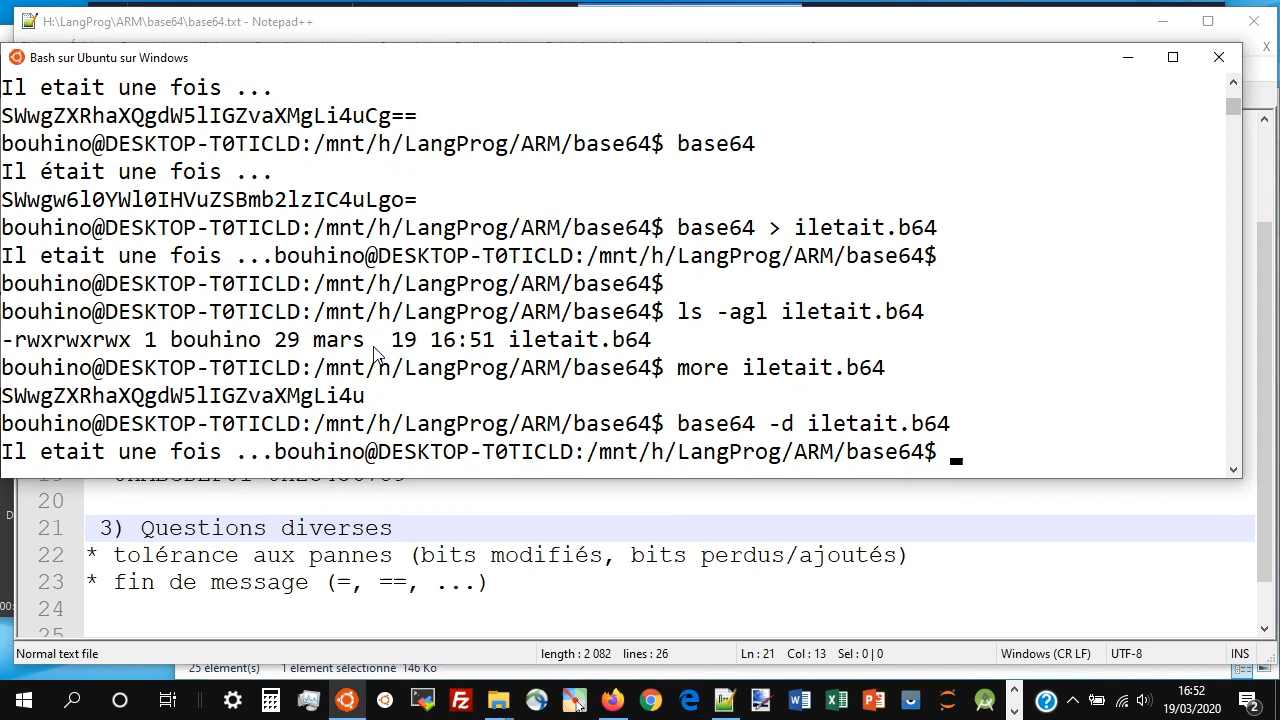 H:\LangProg\ARM\base64\base64.txt - Notepad++
X
Bash sur Ubuntu sur Windows
Il etait une fois ...
SWwgZXRhaXQgdW5lIGZvaXMgLi4uCg==
bouhino@DESKTOP-T0TICLD:/mnt/h/LangProg/ARM/base64$ base64
Il était une fois ...
SWwgw6l0YWl0IHVuZSBmb2lzIC4uLgo=
bouhino@DESKTOP-T0TICLD:/mnt/h/LangProg/ARM/base64$ base64 > iletait.b64
Il etait une fois ...bouhino@DESKTOP-T0TICLD:/mnt/h/LangProg/ARM/base64$
bouhino@DESKTOP-T0TICLD:/mnt/h/LangProg/ARM/base64$
bouhino@DESKTOP-T0TICLD:/mnt/h/LangProg/ARM/base64$ ls -agl iletait.b64
-rwxrwxrwx 1 bouhino 29 mars  19 16:51 iletait.b64
bouhino@DESKTOP-T0TICLD:/mnt/h/LangProg/ARM/base64$ more iletait.b64
SWwgZXRhaXQgdW5lIGZvaXMgLi4u
bouhino@DESKTOP-T0TICLD:/mnt/h/LangProg/ARM/base64$ base64 -d iletait.b64
Il etait une fois ...bouhino@DESKTOP-T0TICLD:/mnt/h/LangProg/ARM/base64$
20
21 3) Questions diverses
22 * tolérance aux pannes (bits modifiés, bits perdus/ajoutés)
23 * fin de message (=, ==, ...)
24
25
Normal text file length : 2 082 lines : 26 Ln : 21 Col : 13 Sel : 0 | 0 Windows (CR LF) UTF-8 INS
25 élément(s) 1 élément sélectionné 146 Ko
16:52
19/03/2020
2